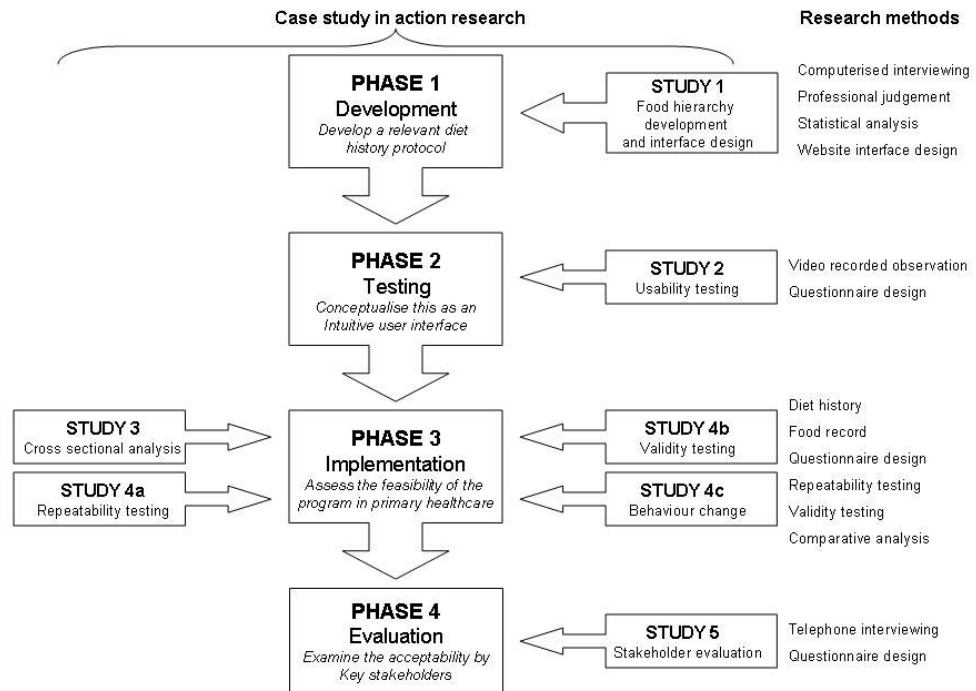 Case study in action research
Research methods
PHASE 1
Development
Develop a relevant diet
history protocol
STUDY 1
Food hierarchy
development
and interface design
Computerised interviewing
Professional judgement
Statistical analysis
Website interface design
PHASE 2
Testing
Conceptualise this as an
Intuitive user interface
STUDY 2
Usability testing
Video recorded observation
Questionnaire design
STUDY 3
Cross sectional analysis
STUDY 4a
Repeatability testing
PHASE 3
Implementation
Assess the feasibility of the
program in primary healthcare
STUDY 4b
Validity testing
STUDY 4c
Behaviour change
Diet history
Food record
Questionnaire design
Repeatability testing
Validity testing
Comparative analysis
PHASE 4
Evaluation
Examine the acceptability by
Key stakeholders
STUDY 5
Stakeholder evaluation
Telephone interviewing
Questionnaire design